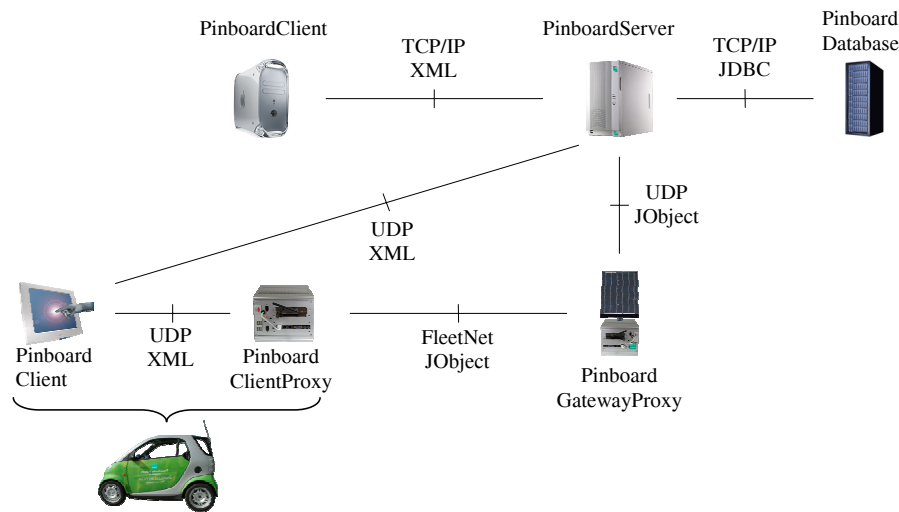 PinboardClient
TCP/IP
XML
PinboardServer
TCP/IP
JDBC
Pinboard
Database
UDP
XML
UDP
JObject
UDP
XML
FleetNet
JObject
Pinboard
Client
Pinboard
ClientProxy
Pinboard
GatewayProxy